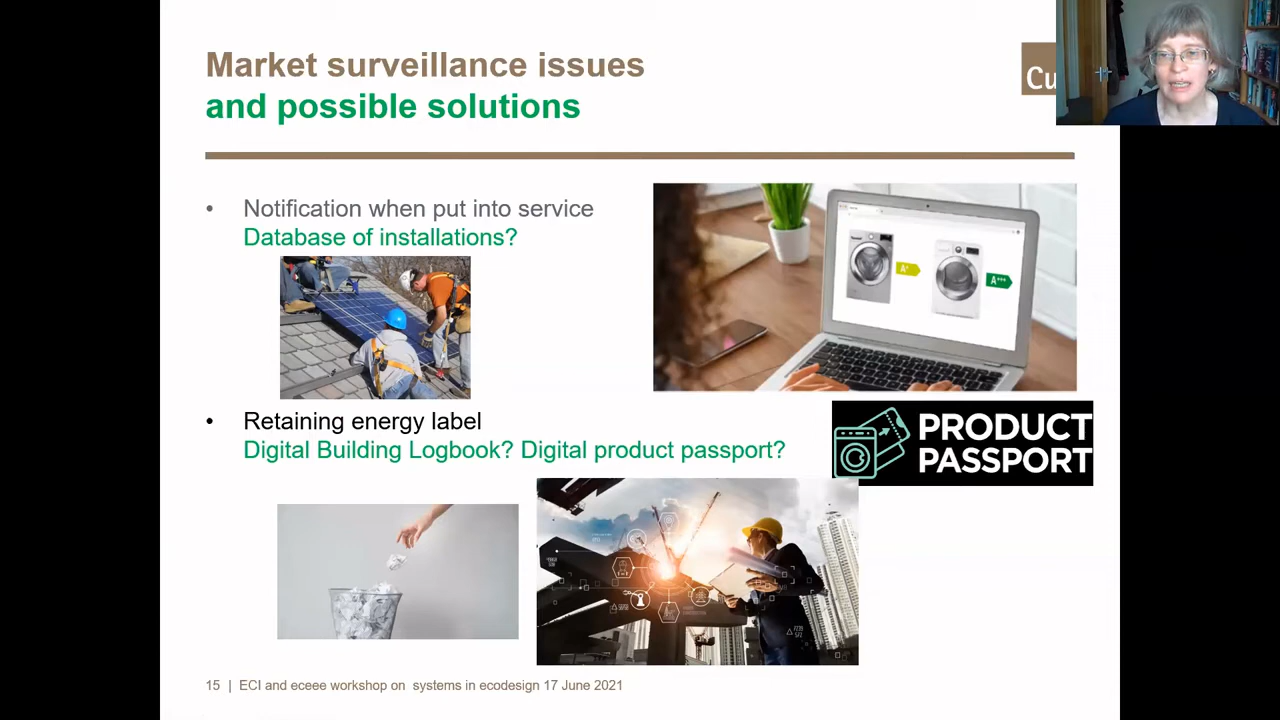 Market surveillance issues
and possible solutions
Cu
• Notification when put into service
Database of installations?
A+
A+++
• Retaining energy label
Digital Building Logbook? Digital product passport?
PRODUCT
PASSPORT
15 | ECI and eceee workshop on systems in ecodesign 17 June 2021